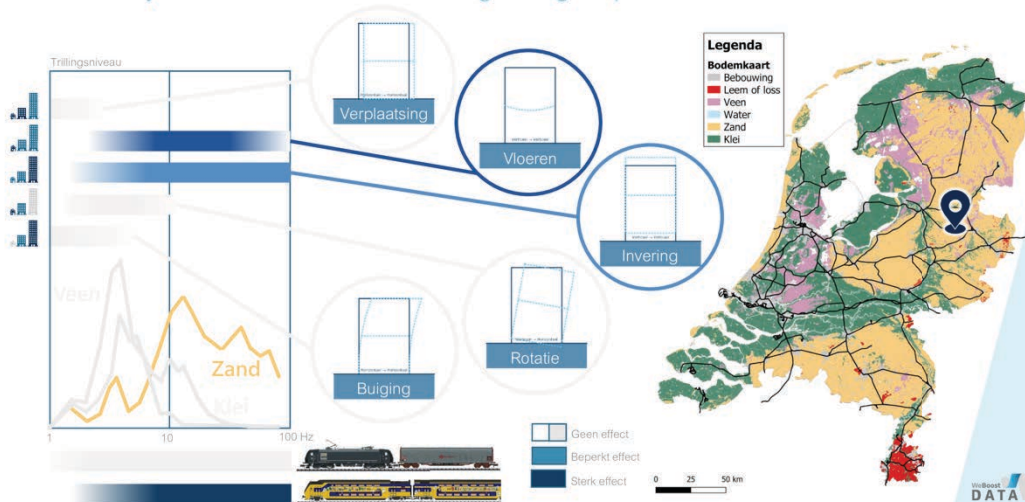 Trillingsniveau
Verplaatsing
Vloeren
Invering
Buiging
Rotatie
Veen
Zand
Klei
1
10
100 Hz
Geen effect
Beperkt effect
Sterk effect
Legenda
Bodemkaart
Bebouwing
Leem of loss
Veen
Water
Zand
Klei
0
25
50 km
WeBoost
DATA